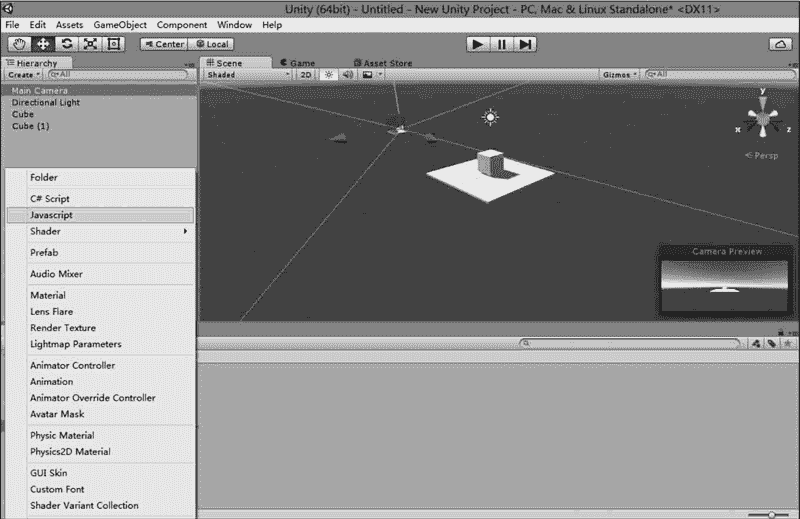 Unity (64bit) - Untitled - New Unity Project - PC, Mac & Linux Standalone* <DX11>
File Edit Assets GameObject Component Window Help
Center Local
Hierarchy Scene Game Asset Store
Create All Shaded 2D Gizmos All
Main Camera
Directional Light
Cube
Cube (1)
y
x z
Persp
Folder
C# Script
Javascript
Shader
Prefab
Audio Mixer
Material
Lens Flare
Render Texture
Lightmap Parameters
Animator Controller
Animation
Animator Override Controller
Avatar Mask
Physic Material
Physics2D Material
GUI Skin
Custom Font
Shader Variant Collection
Camera Preview